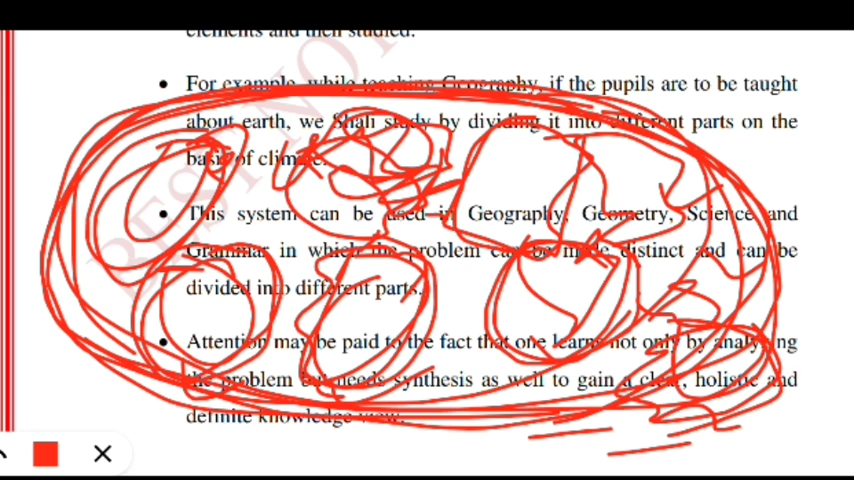 elements and then studied.
• For example, while teaching Geography, if the pupils are to be taught
about earth, we Shall study by dividing it into different parts on the
basis of climate.
• This system can be used in Geography, Geometry, Science and
Grammar in which the problem can be made distinct and can be
divided into different parts.
• Attention may be paid to the fact that one learns not only by analysing
the problem but needs synthesis as well to gain a clear, holistic and
definite knowledge view.
BEST NOT